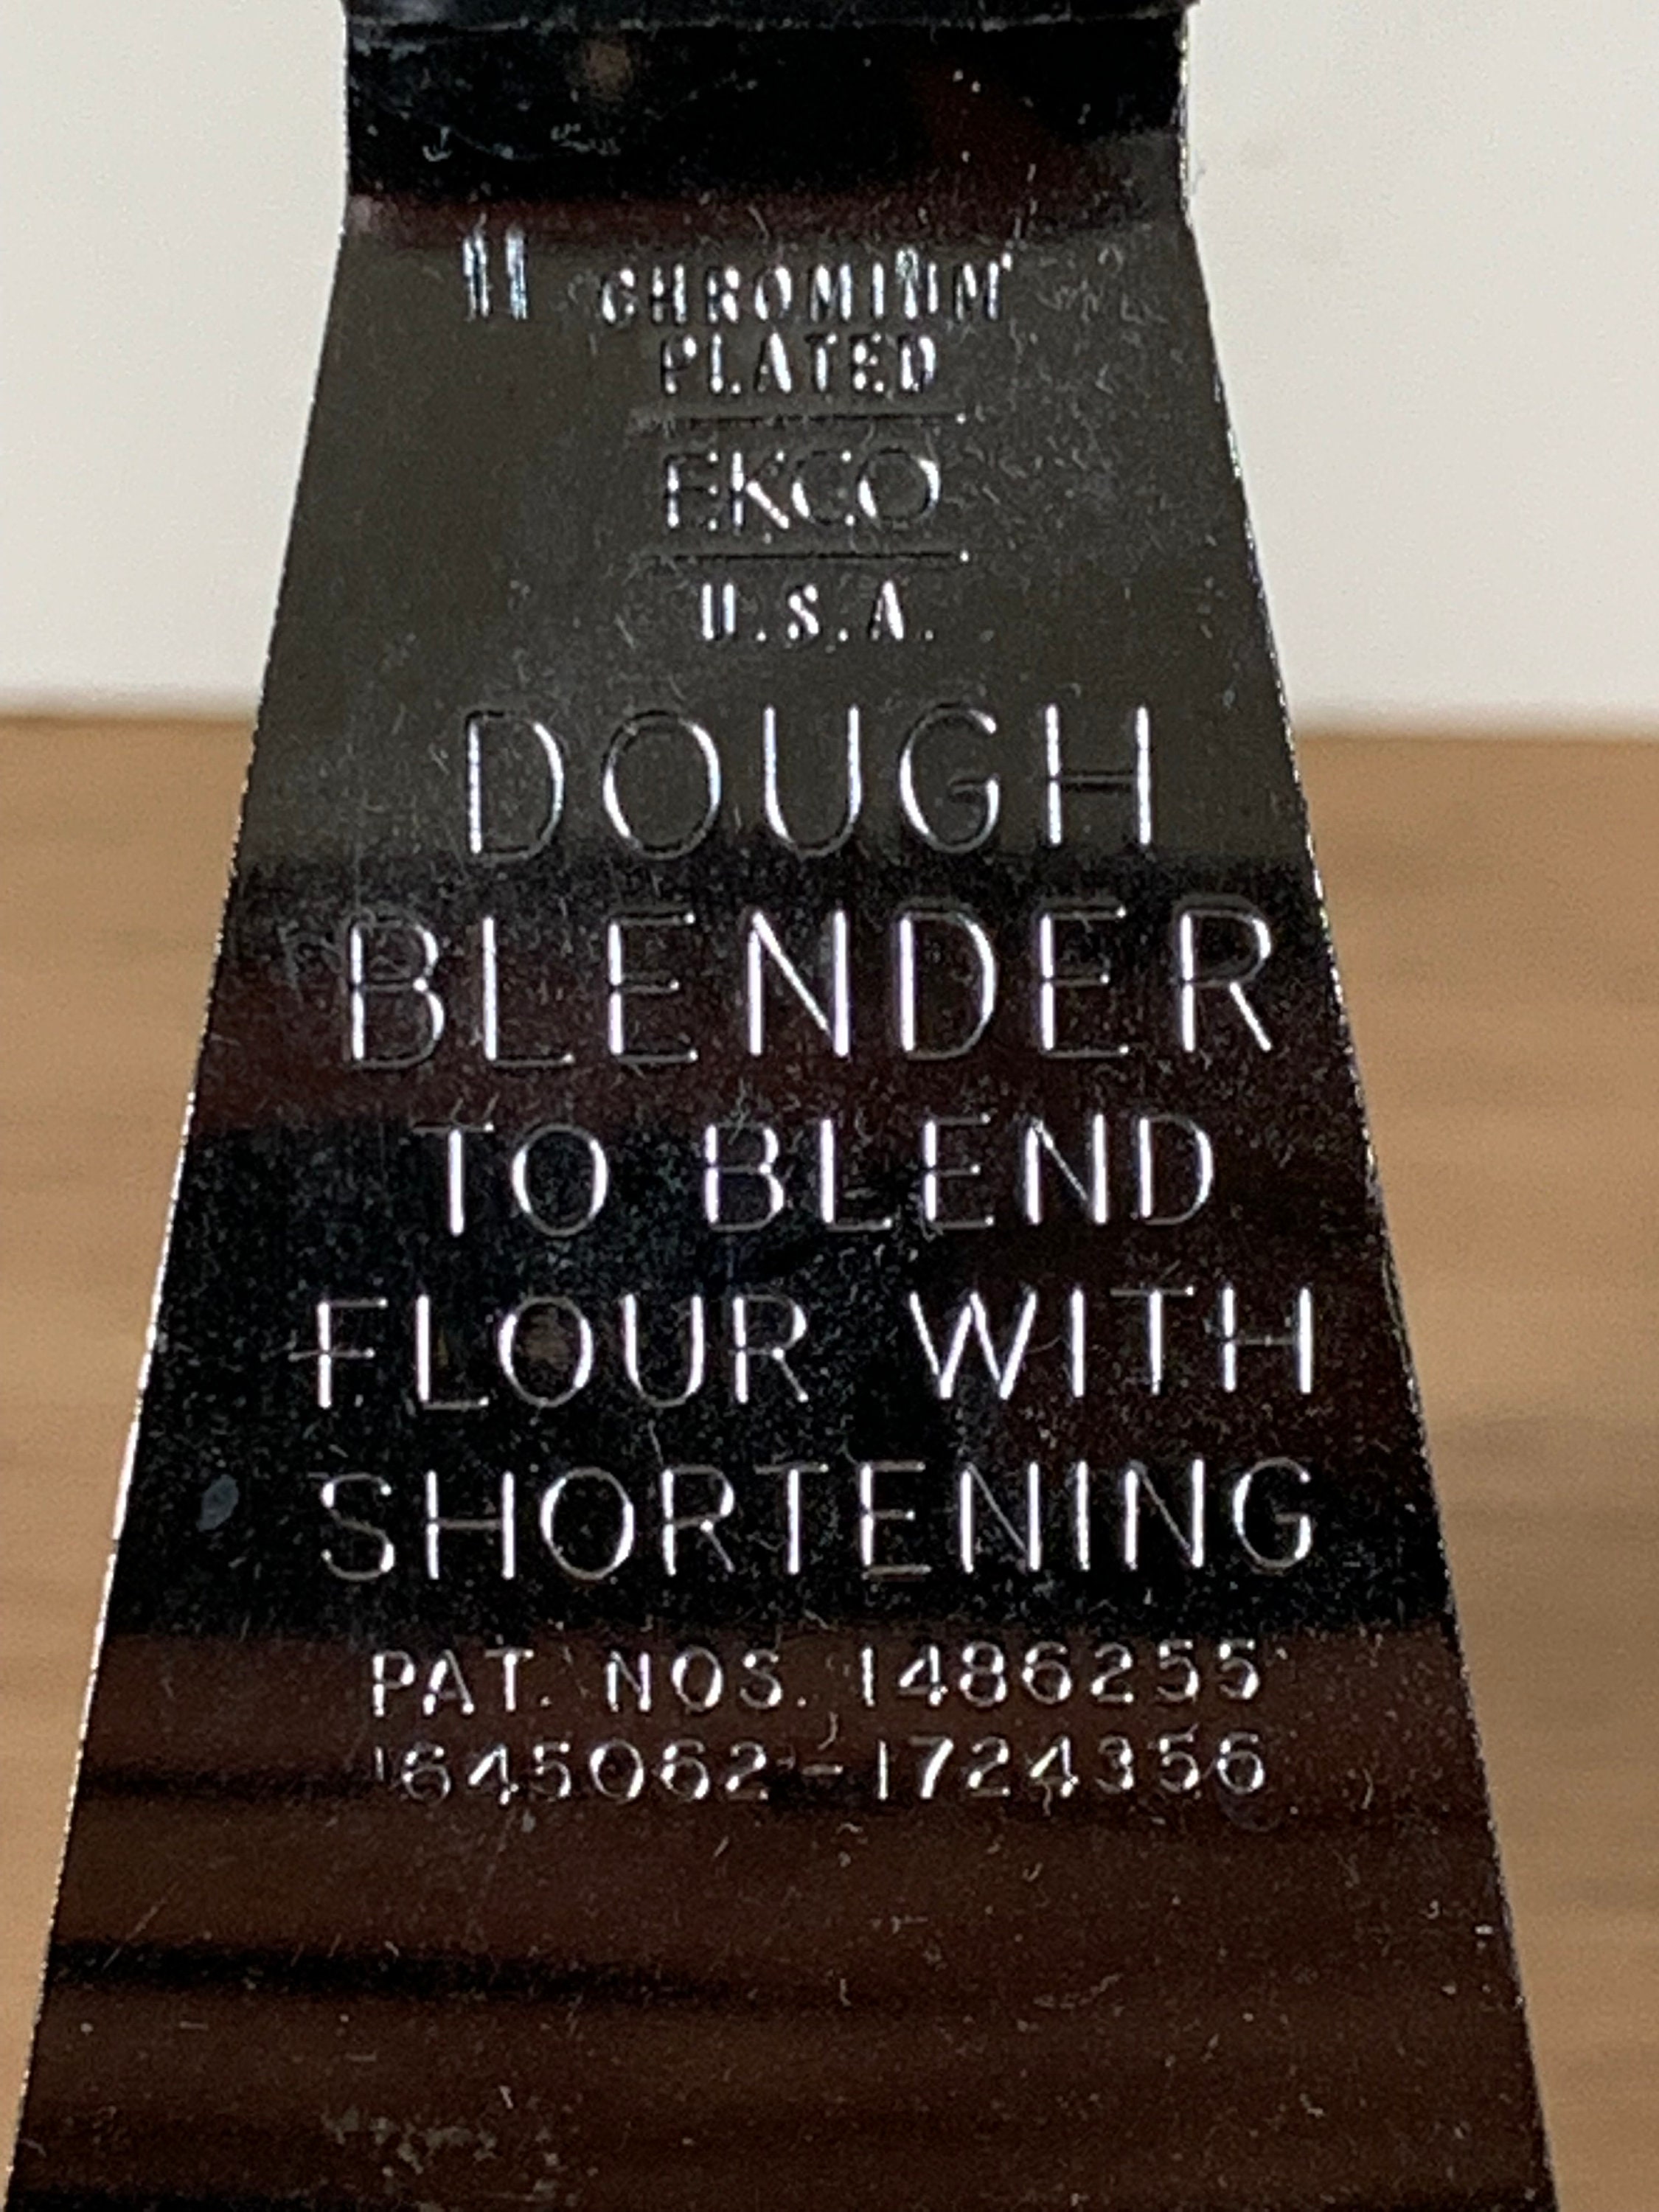 CHROMIUM
PLATED
EKCO
U.S.A.
DOUGH
BLENDER
TO BLEND
FLOUR WITH
SHORTENING
PAT. NOS. 1486255
1645062-1724356